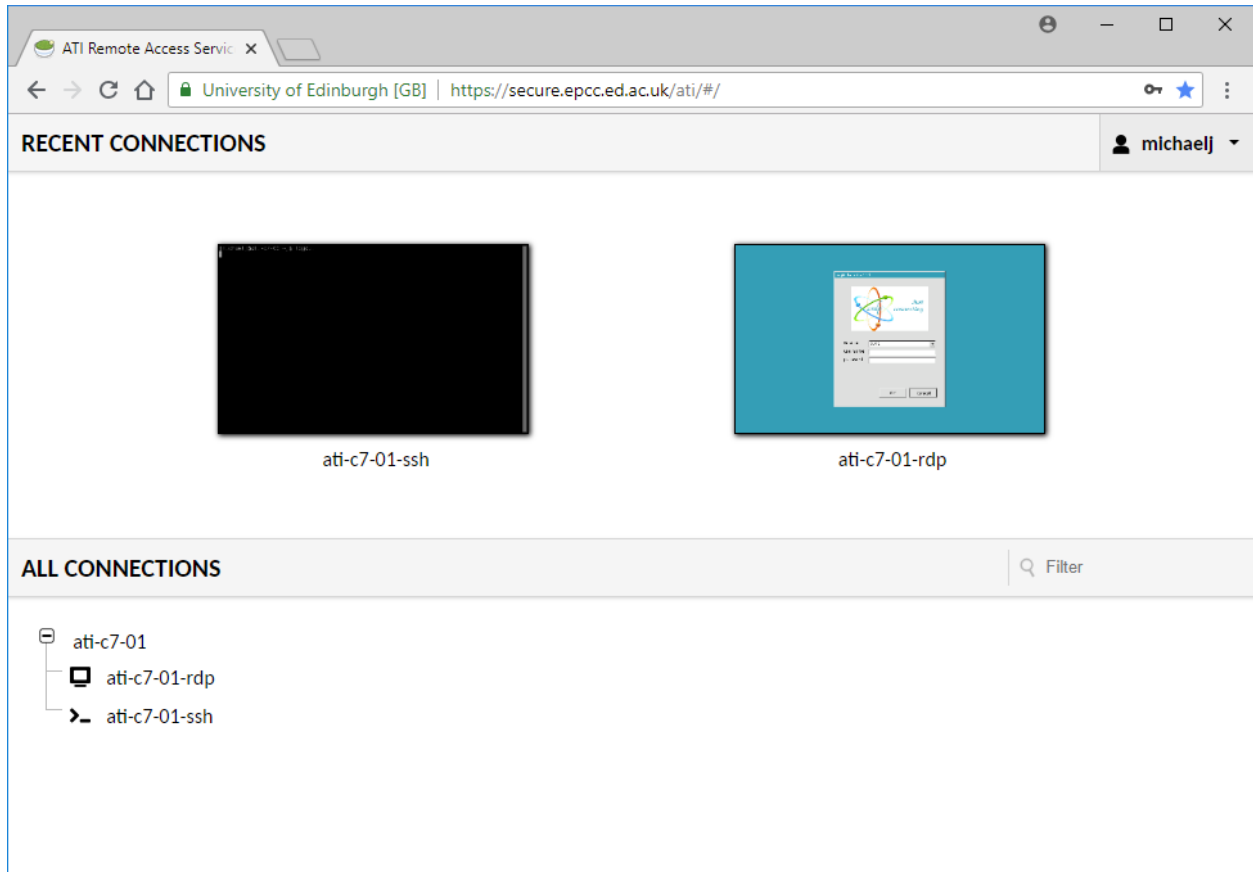 ATI Remote Access Servic
University of Edinburgh [GB] https://secure.epcc.ed.ac.uk/ati/#/
RECENT CONNECTIONS
michaelj
ati-c7-01-ssh
ati-c7-01-rdp
ALL CONNECTIONS
Filter
ati-c7-01
ati-c7-01-rdp
ati-c7-01-ssh